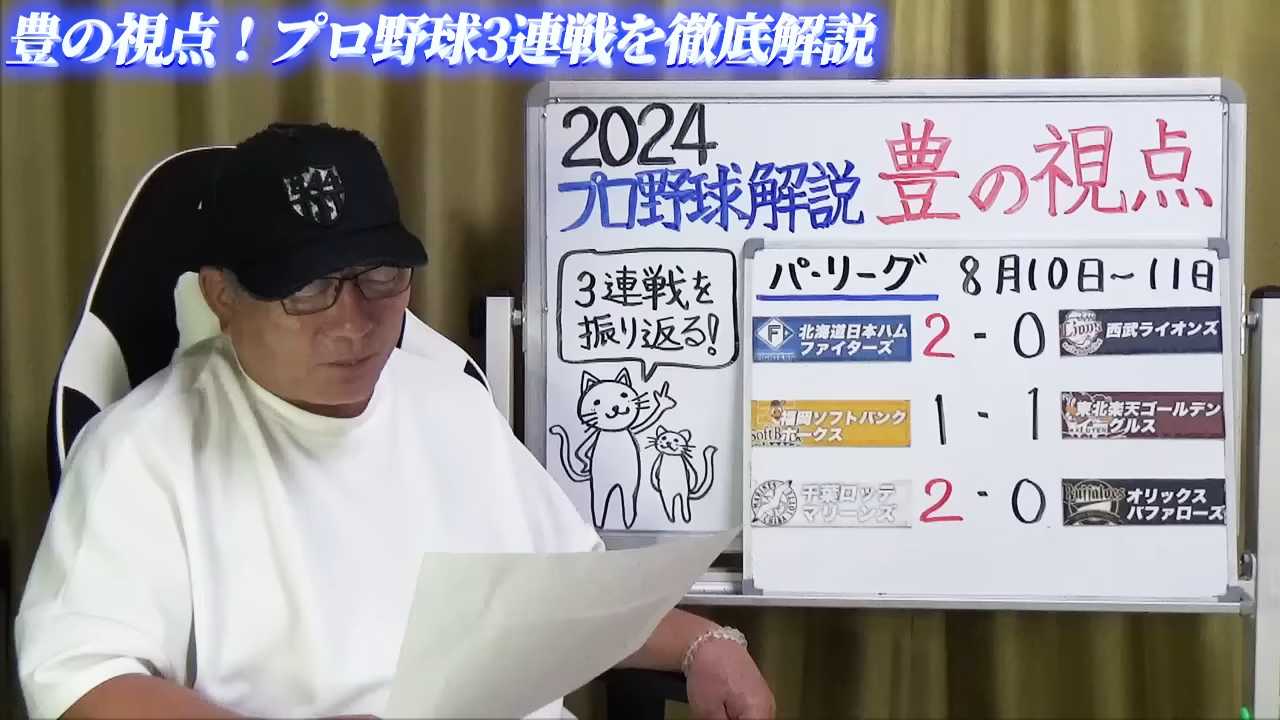 豊の視点！プロ野球3連戦を徹底解説
2024
プロ野球解説 豊の視点
3連戦を
振り返る!
パ・リーグ 8月10日~11日
北海道日本ハム
ファイターズ
FIGHTERS
2 - 0
Lions
西武ライオンズ
福岡ソフトバンク
ークス
1 - 1
東北楽天ゴールデン
グルス
千葉ロッテ
マリーンズ
2 - 0
Buffaloes
オリックス
バファローズ